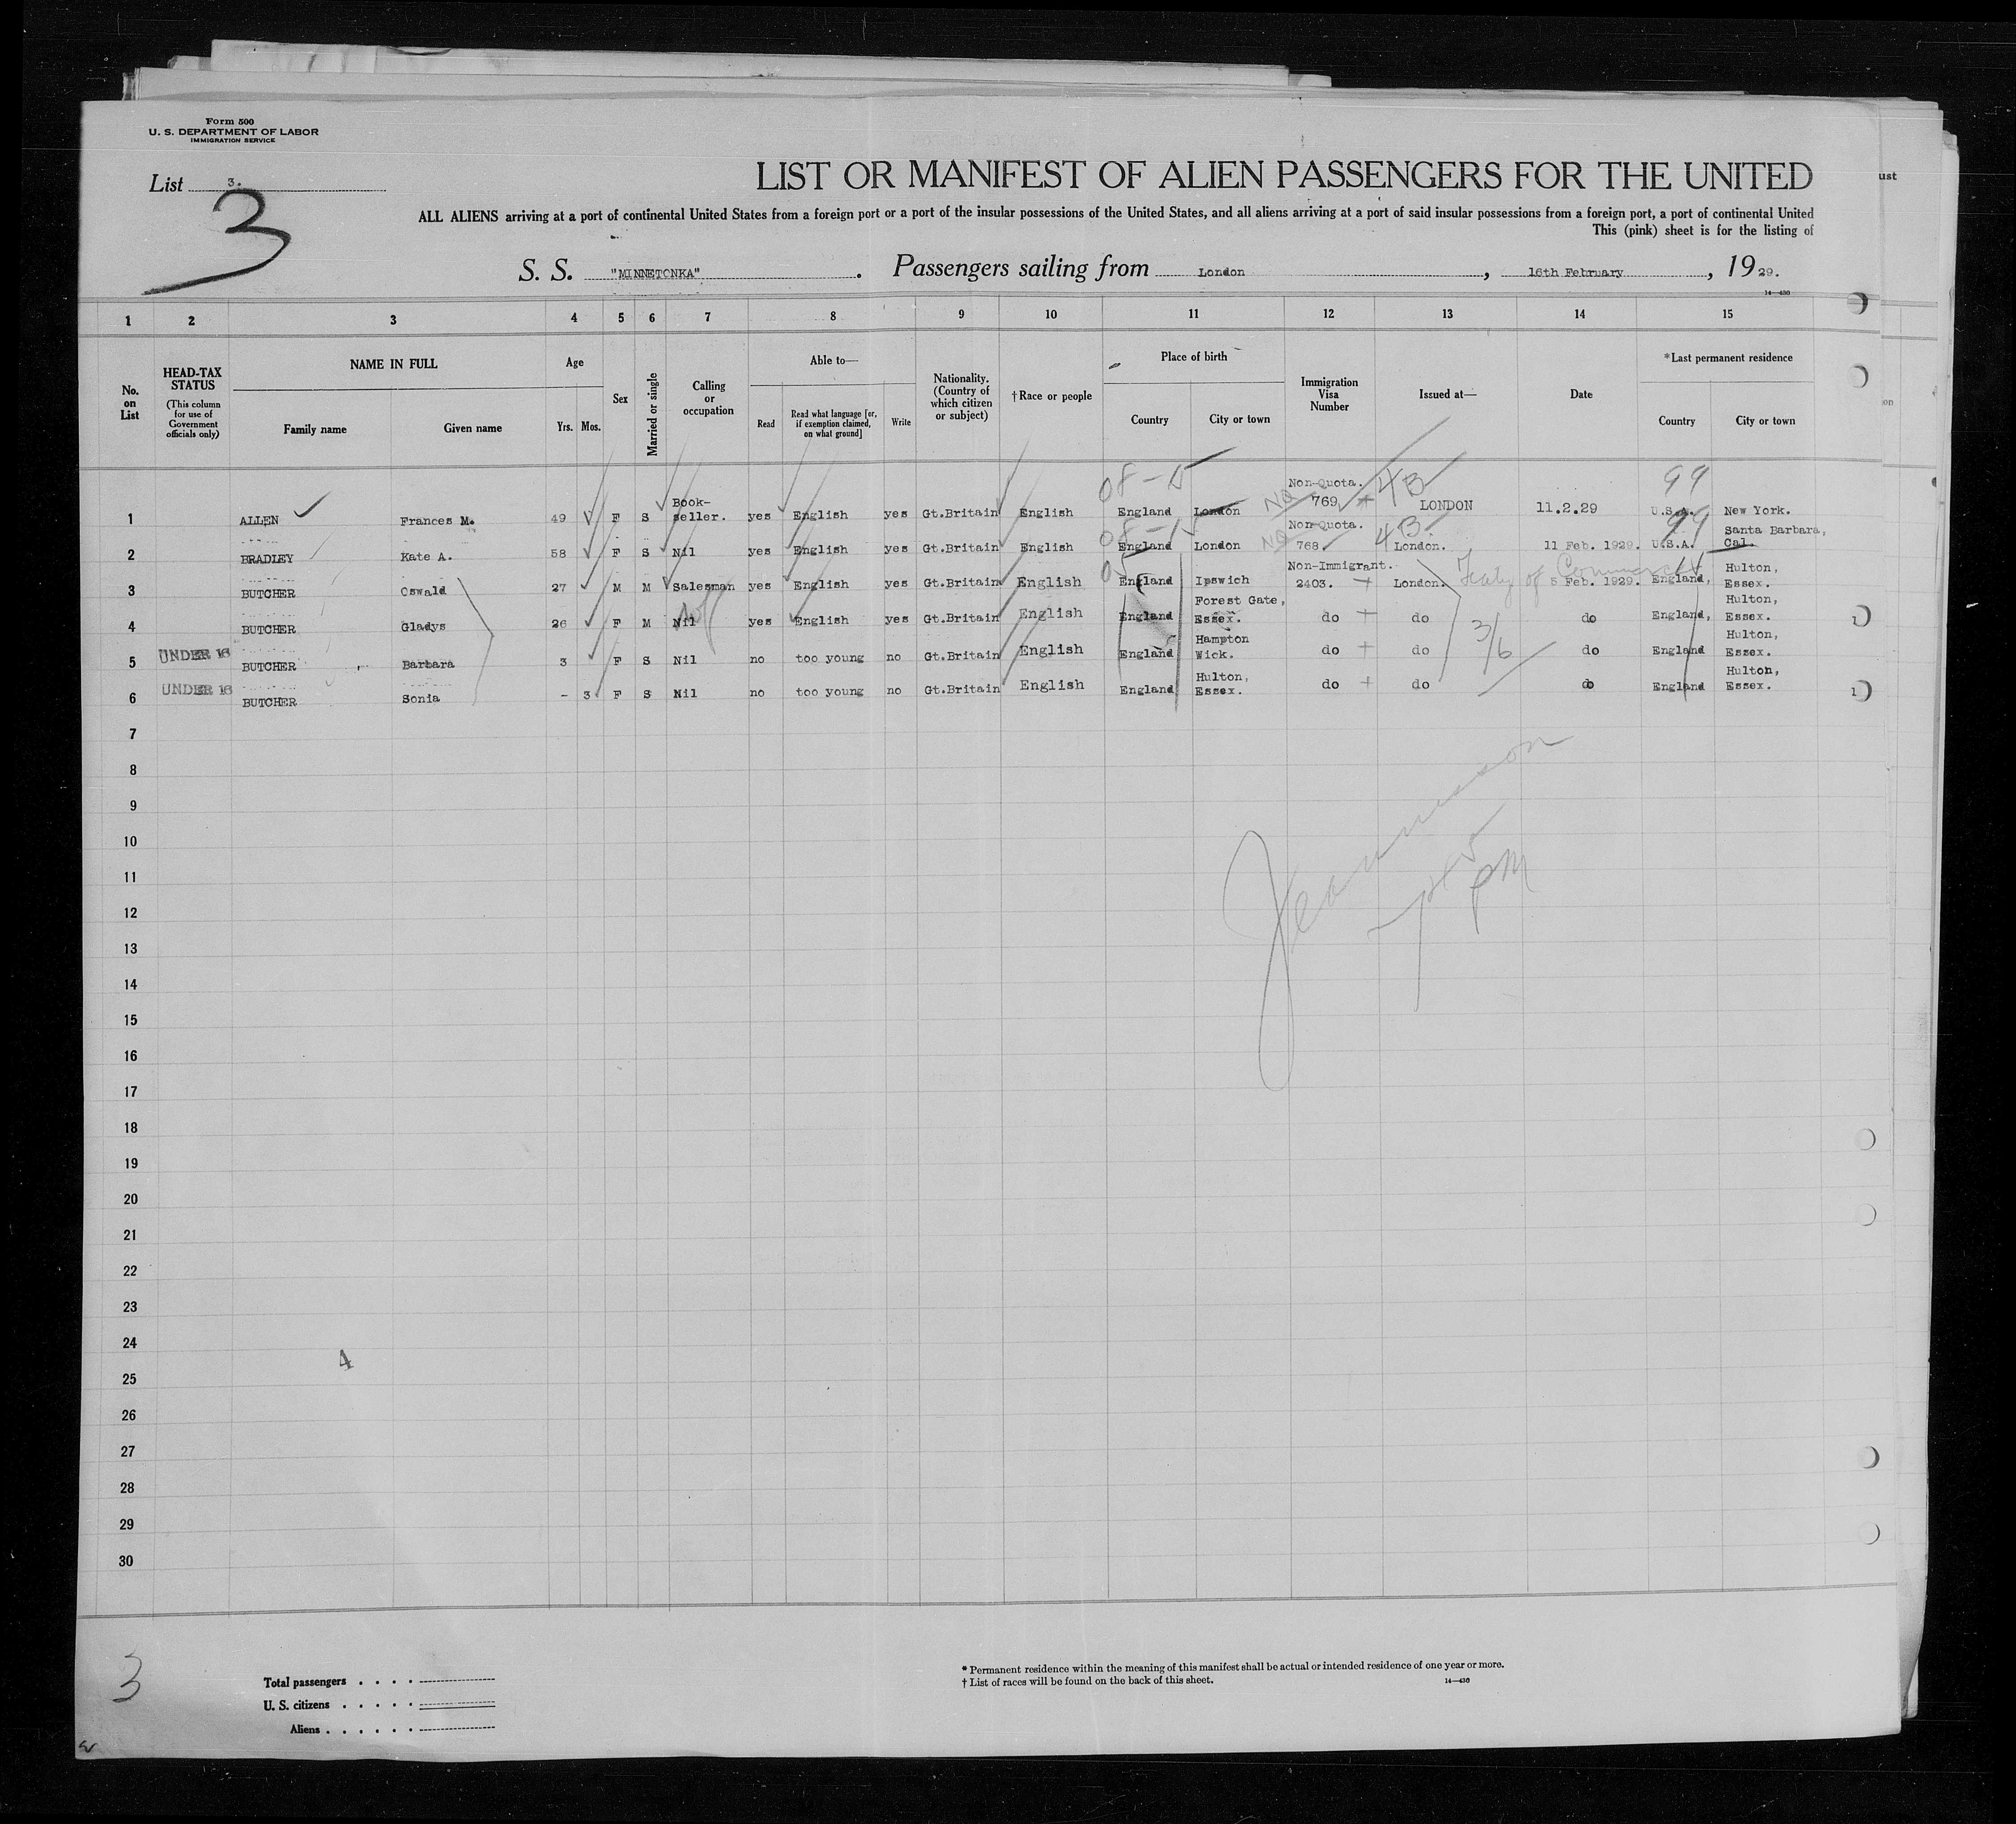 Form 500
U. S. DEPARTMENT OF LABOR
IMMIGRATION SERVICE
List 3.
3
LIST OR MANIFEST OF ALIEN PASSENGERS FOR THE UNITED
ALL ALIENS arriving at a port of continental United States from a foreign port or a port of the insular possessions of the United States, and all aliens arriving at a port of said insular possessions from a foreign port, a port of continental United
This (pink) sheet is for the listing of
S. S. "MINNETONKA". Passengers sailing from London, 16th February, 1929.
14—430
1 2 3 4 5 6 7 8 9 10 11 12 13 14 15
No. on List
HEAD-TAX STATUS
(This column for use of Government officials only)
NAME IN FULL
Family name Given name
Age
Yrs. Mos.
Sex
Married or single
Calling or occupation
Able to—
Read
Read what language [or, if exemption claimed, on what ground]
Write
Nationality. (Country of which citizen or subject)
† Race or people
Place of birth
Country City or town
Immigration Visa Number
Issued at—
Date
*Last permanent residence
Country City or town
1 ALLEN Frances M. 49 F S Book-seller. yes English yes Gt.Britain English 08 - England London NQ Non-Quota. 769 4B LONDON 11.2.29 99 U.S.A. New York.
2 BRADLEY Kate A. 58 F S Nil yes English yes Gt.Britain English 08 - England London NQ Non-Quota. 768 4B London. 11 Feb. 1929. 99 U.S.A. Santa Barbara, Cal.
3 BUTCHER Oswald 27 M M Salesman yes English yes Gt.Britain English 05 England Ipswich Non-Immigrant. 2403. London. Treaty of Commerce 5 Feb. 1929. England, Hulton, Essex.
4 BUTCHER Gladys 26 F M Nil yes English yes Gt.Britain English England Forest Gate, Essex. do do 3/6 do England, Hulton, Essex.
5 UNDER 16 BUTCHER Barbara 3 F S Nil no too young no Gt.Britain English England Hampton Wick. do do do England Hulton, Essex.
6 UNDER 16 BUTCHER Sonia - 3 F S Nil no too young no Gt.Britain English England Hulton, Essex. do do do England Hulton, Essex.
7
8
9
10
11
12
13
14
15
16
17
18
19
20
21
22
23
24
25
26
27
28
29
30
PM
4
3
Total passengers
U. S. citizens
Aliens
* Permanent residence within the meaning of this manifest shall be actual or intended residence of one year or more.
† List of races will be found on the back of this sheet.
14—430